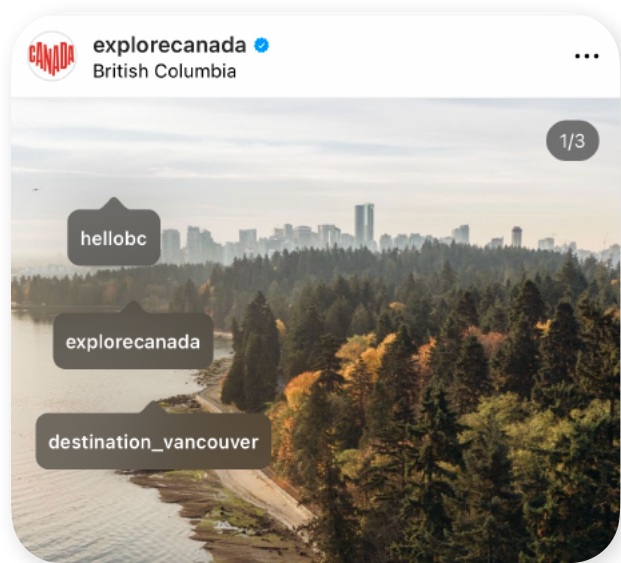 CANADA
explorecanada
British Columbia
1/3
hellobc
explorecanada
destination_vancouver